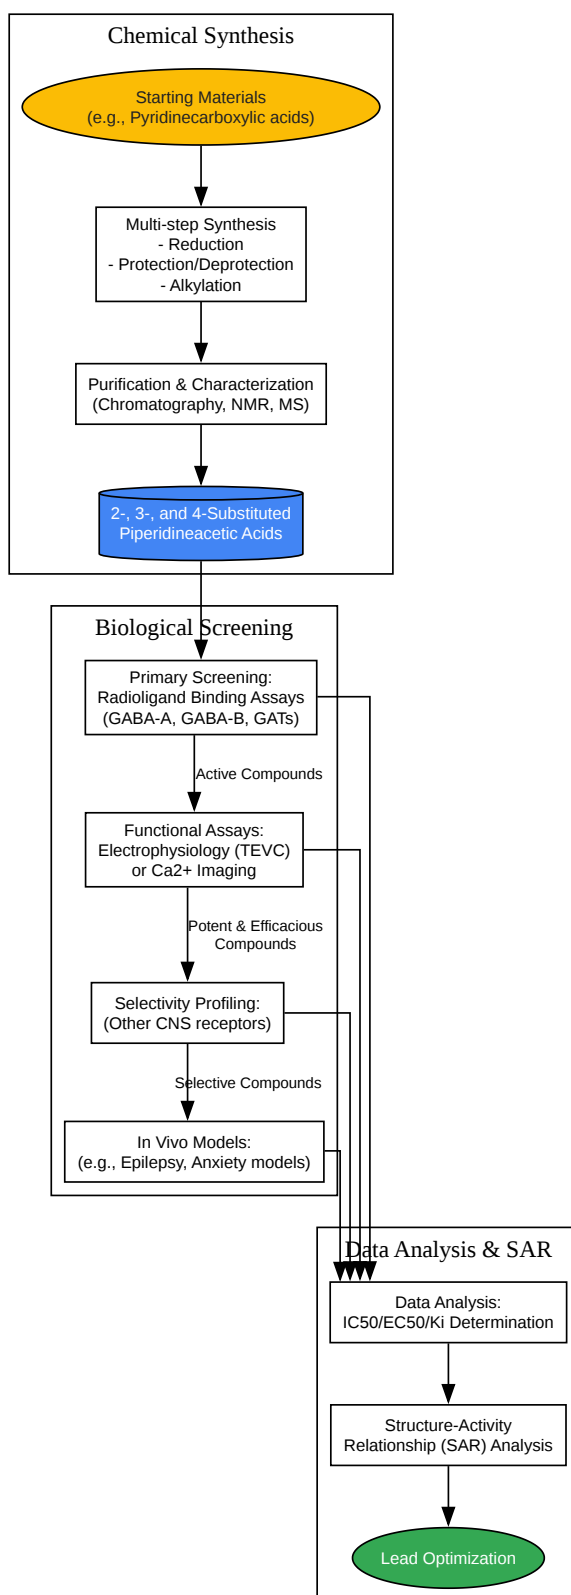 Chemical Synthesis
Starting Materials
(e.g., Pyridinecarboxylic acids)
Multi-step Synthesis
- Reduction
- Protection/Deprotection
- Alkylation
Purification & Characterization
(Chromatography, NMR, MS)
2-, 3-, and 4-Substituted
Piperidineacetic Acids
Biological Screening
Primary Screening:
Radioligand Binding Assays
(GABA-A, GABA-B, GATs)
Active Compounds
Functional Assays:
Electrophysiology (TEVC)
or Ca2+ Imaging
Potent & Efficacious
Compounds
Selectivity Profiling:
(Other CNS receptors)
Selective Compounds
In Vivo Models:
(e.g., Epilepsy, Anxiety models)
Data Analysis & SAR
Data Analysis:
IC50/EC50/Ki Determination
Structure-Activity
Relationship (SAR) Analysis
Lead Optimization